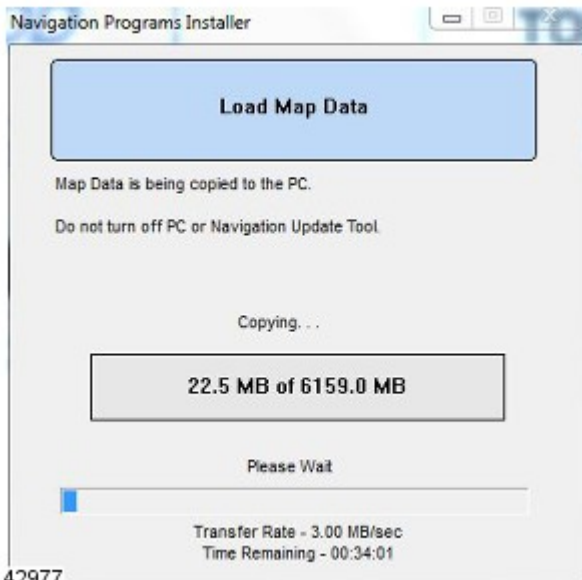 Navigation Programs Installer
TO
Load Map Data
Map Data is being copied to the PC.
Do not turn off PC or Navigation Update Tool.
Copying. . .
22.5 MB of 6159.0 MB
Please Wait
Transfer Rate - 3.00 MB/sec
Time Remaining - 00:34:01
42977